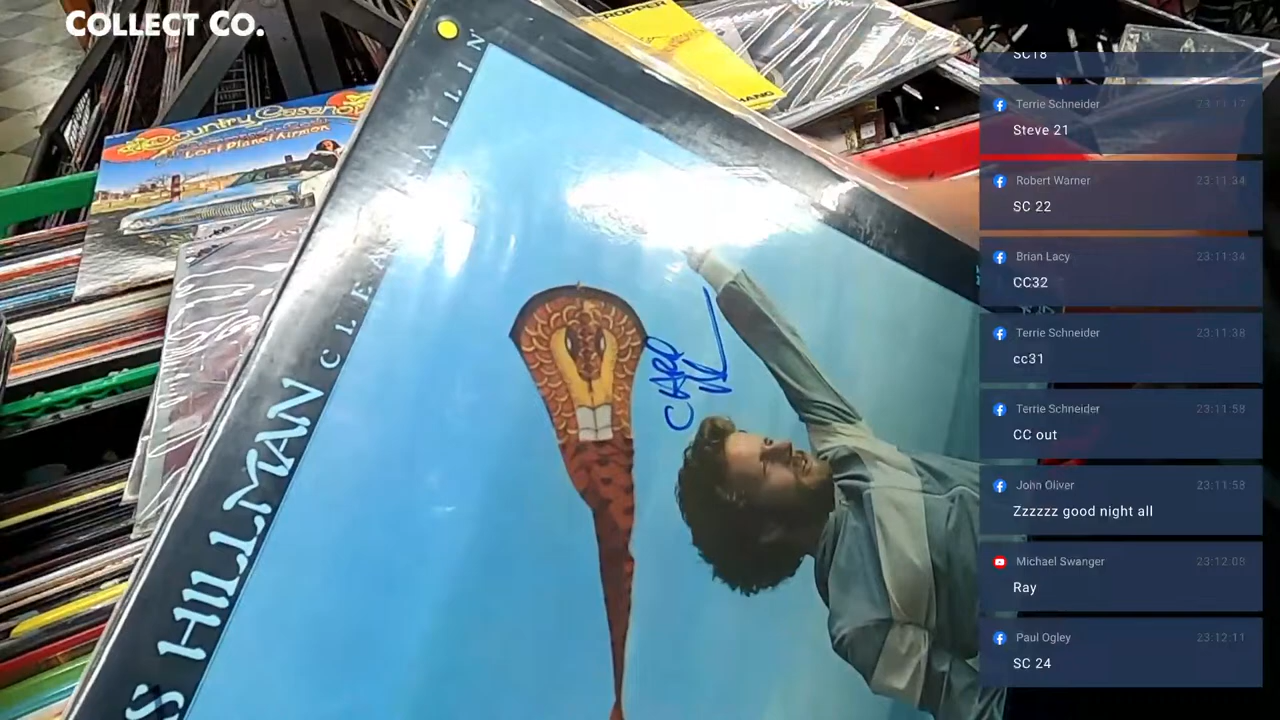 COLLECT CO.
Country Casanova
Lost Planet Airmen
CROPPER
S HILLMAN CLEAR SAILIN
SC18
Terrie Schneider 23:11:17
Steve 21
Robert Warner 23:11:34
SC 22
Brian Lacy 23:11:34
CC32
Terrie Schneider 23:11:38
cc31
Terrie Schneider 23:11:58
CC out
John Oliver 23:11:58
Zzzzzz good night all
Michael Swanger 23:12:08
Ray
Paul Ogley 23:12:11
SC 24